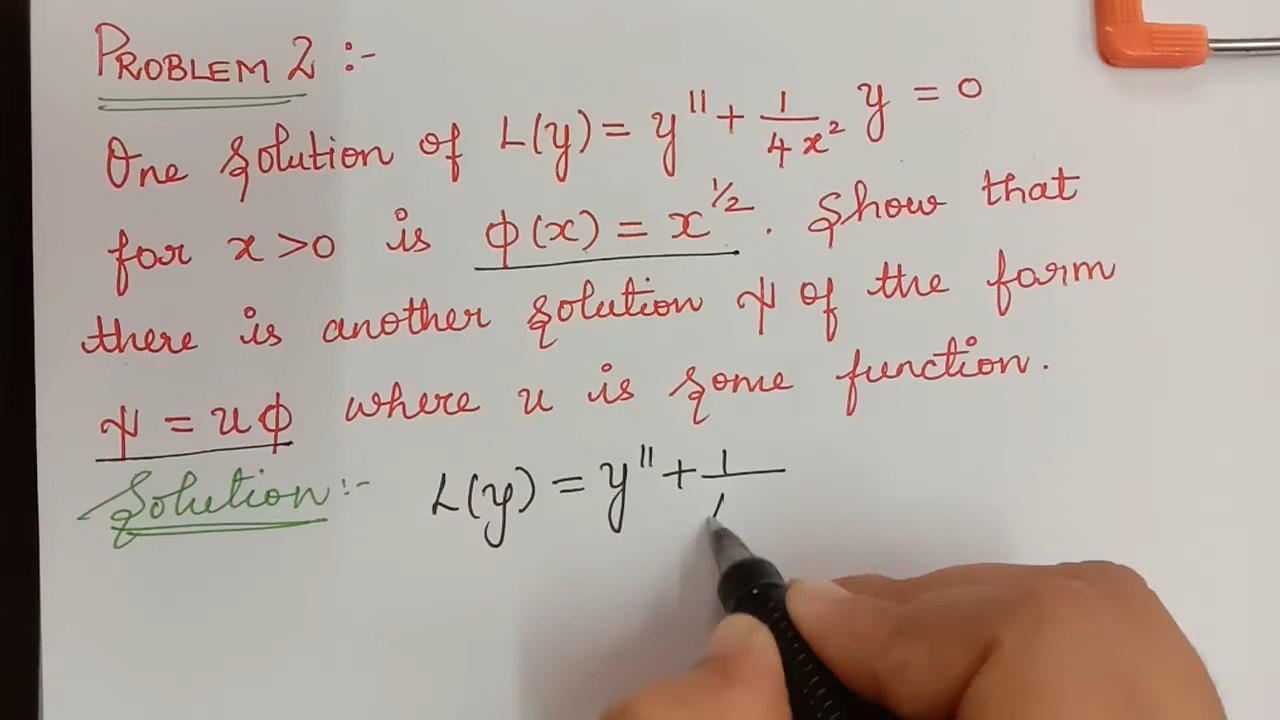 PROBLEM 2 :-
One solution of L(y) = y'' + 1/4x² y = 0
for x > 0 is φ(x) = x^1/2. Show that
there is another solution ψ of the form
ψ = uφ where u is some function.
Solution :- L(y) = y'' + 1/